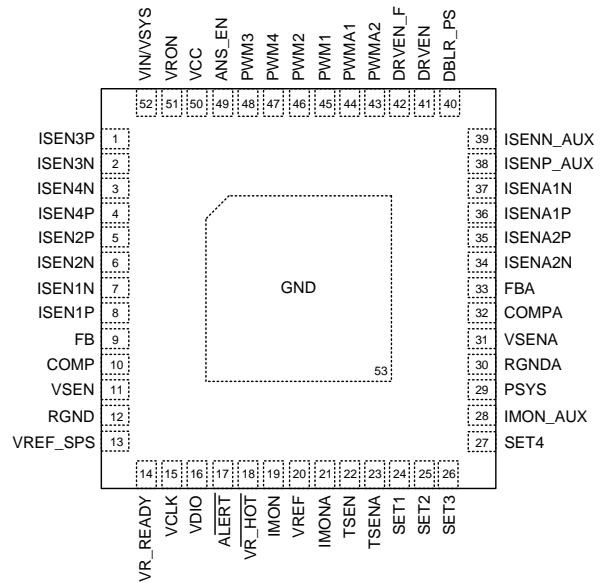 VIN/VSYS
VRON
VCC
ANS_EN
PWM3
PWM4
PWM2
PWM1
PWMA1
PWMA2
DRVEN_F
DRVEN
DBLR_PS
52 51 50 49 48 47 46 45 44 43 42 41 40
ISEN3P 1
ISEN3N 2
ISEN4N 3
ISEN4P 4
ISEN2P 5
ISEN2N 6
ISEN1N 7
ISEN1P 8
FB 9
COMP 10
VSEN 11
RGND 12
VREF_SPS 13
GND
53
39 ISENN_AUX
38 ISENP_AUX
37 ISENA1N
36 ISENA1P
35 ISENA2P
34 ISENA2N
33 FBA
32 COMPA
31 VSENA
30 RGNDA
29 PSYS
28 IMON_AUX
27 SET4
14 15 16 17 18 19 20 21 22 23 24 25 26
VR_READY
VCLK
VDIO
ALERT
VR_HOT
IMON
VREF
IMONA
TSEN
TSENA
SET1
SET2
SET3